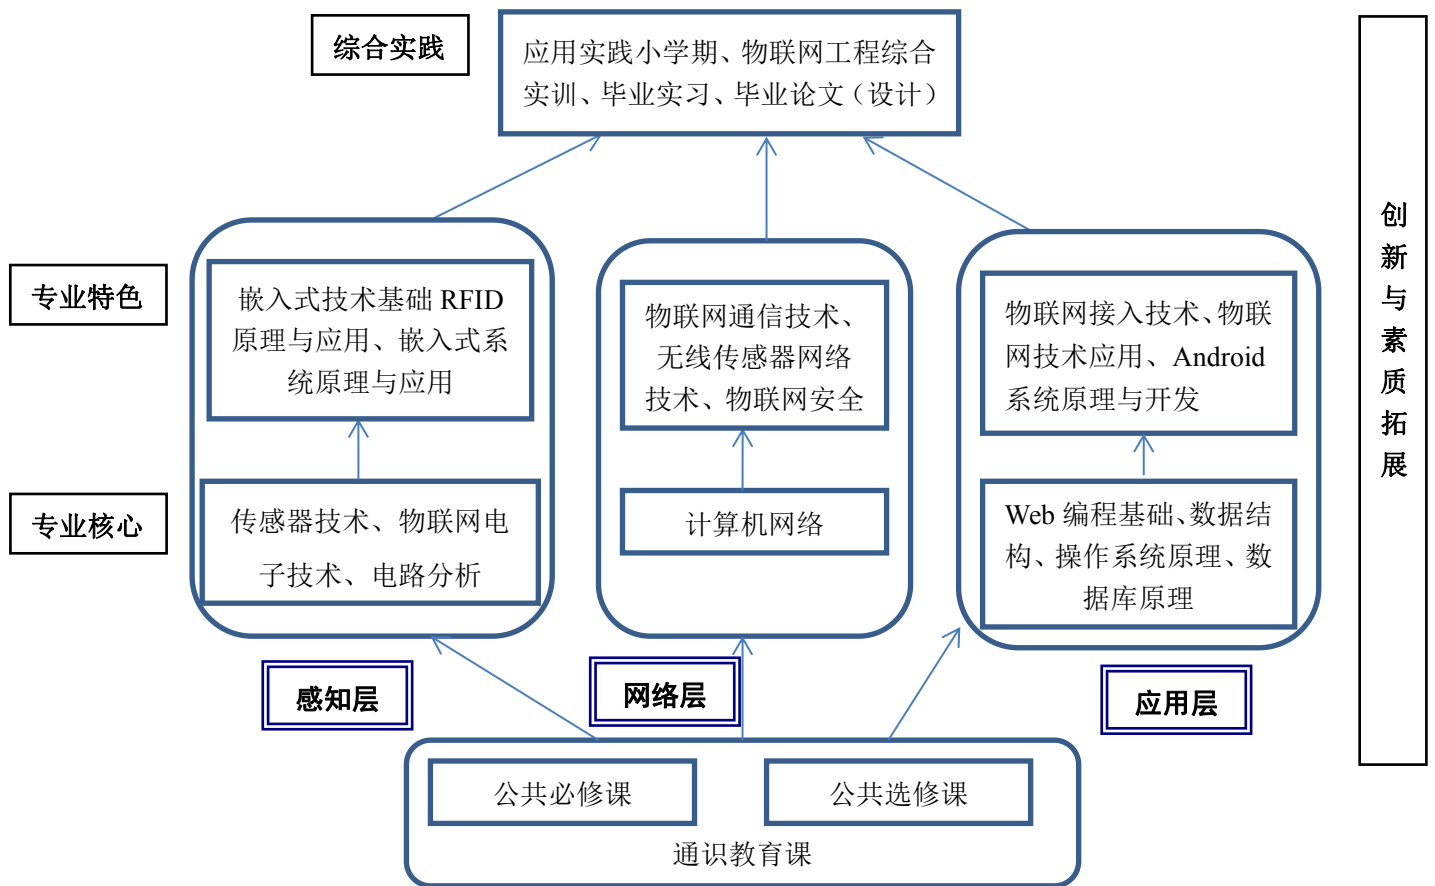 综合实践
应用实践小学期、物联网工程综合
实训、毕业实习、毕业论文（设计）
专业特色
嵌入式技术基础 RFID
原理与应用、嵌入式系
统原理与应用
物联网通信技术、
无线传感器网络
技术、物联网安全
物联网接入技术、物联
网技术应用、Android
系统原理与开发
专业核心
传感器技术、物联网电
子技术、电路分析
计算机网络
Web 编程基础、数据结
构、操作系统原理、数
据库原理
感知层
网络层
应用层
公共必修课
公共选修课
通识教育课
创新与素质拓展